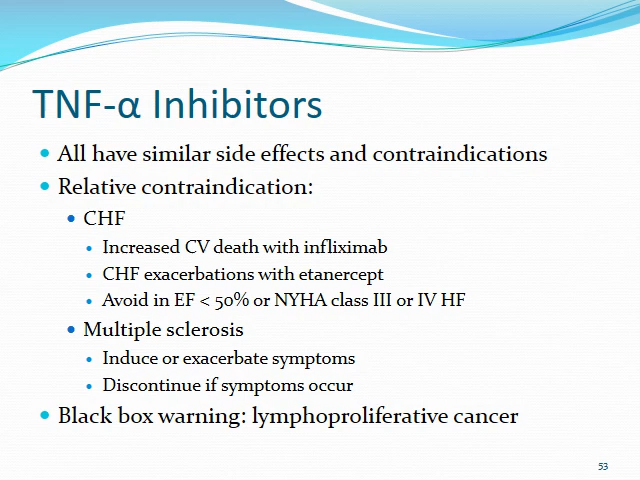 TNF-α Inhibitors
• All have similar side effects and contraindications
• Relative contraindication:
• CHF
• Increased CV death with infliximab
• CHF exacerbations with etanercept
• Avoid in EF < 50% or NYHA class III or IV HF
• Multiple sclerosis
• Induce or exacerbate symptoms
• Discontinue if symptoms occur
• Black box warning: lymphoproliferative cancer
53